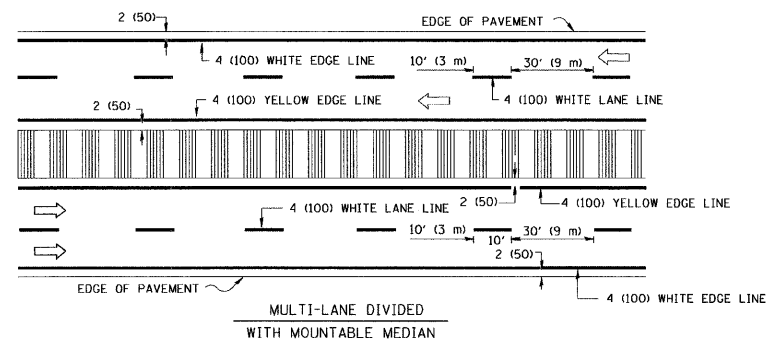 2 (50)
EDGE OF PAVEMENT
4 (100) WHITE EDGE LINE
10' (3 m)
30' (9 m)
2 (50)
4 (100) YELLOW EDGE LINE
4 (100) WHITE LANE LINE
4 (100) WHITE LANE LINE
2 (50)
4 (100) YELLOW EDGE LINE
10' (3 m)
30' (9 m)
10'
2 (50)
EDGE OF PAVEMENT
4 (100) WHITE EDGE LINE
MULTI-LANE DIVIDED
WITH MOUNTABLE MEDIAN